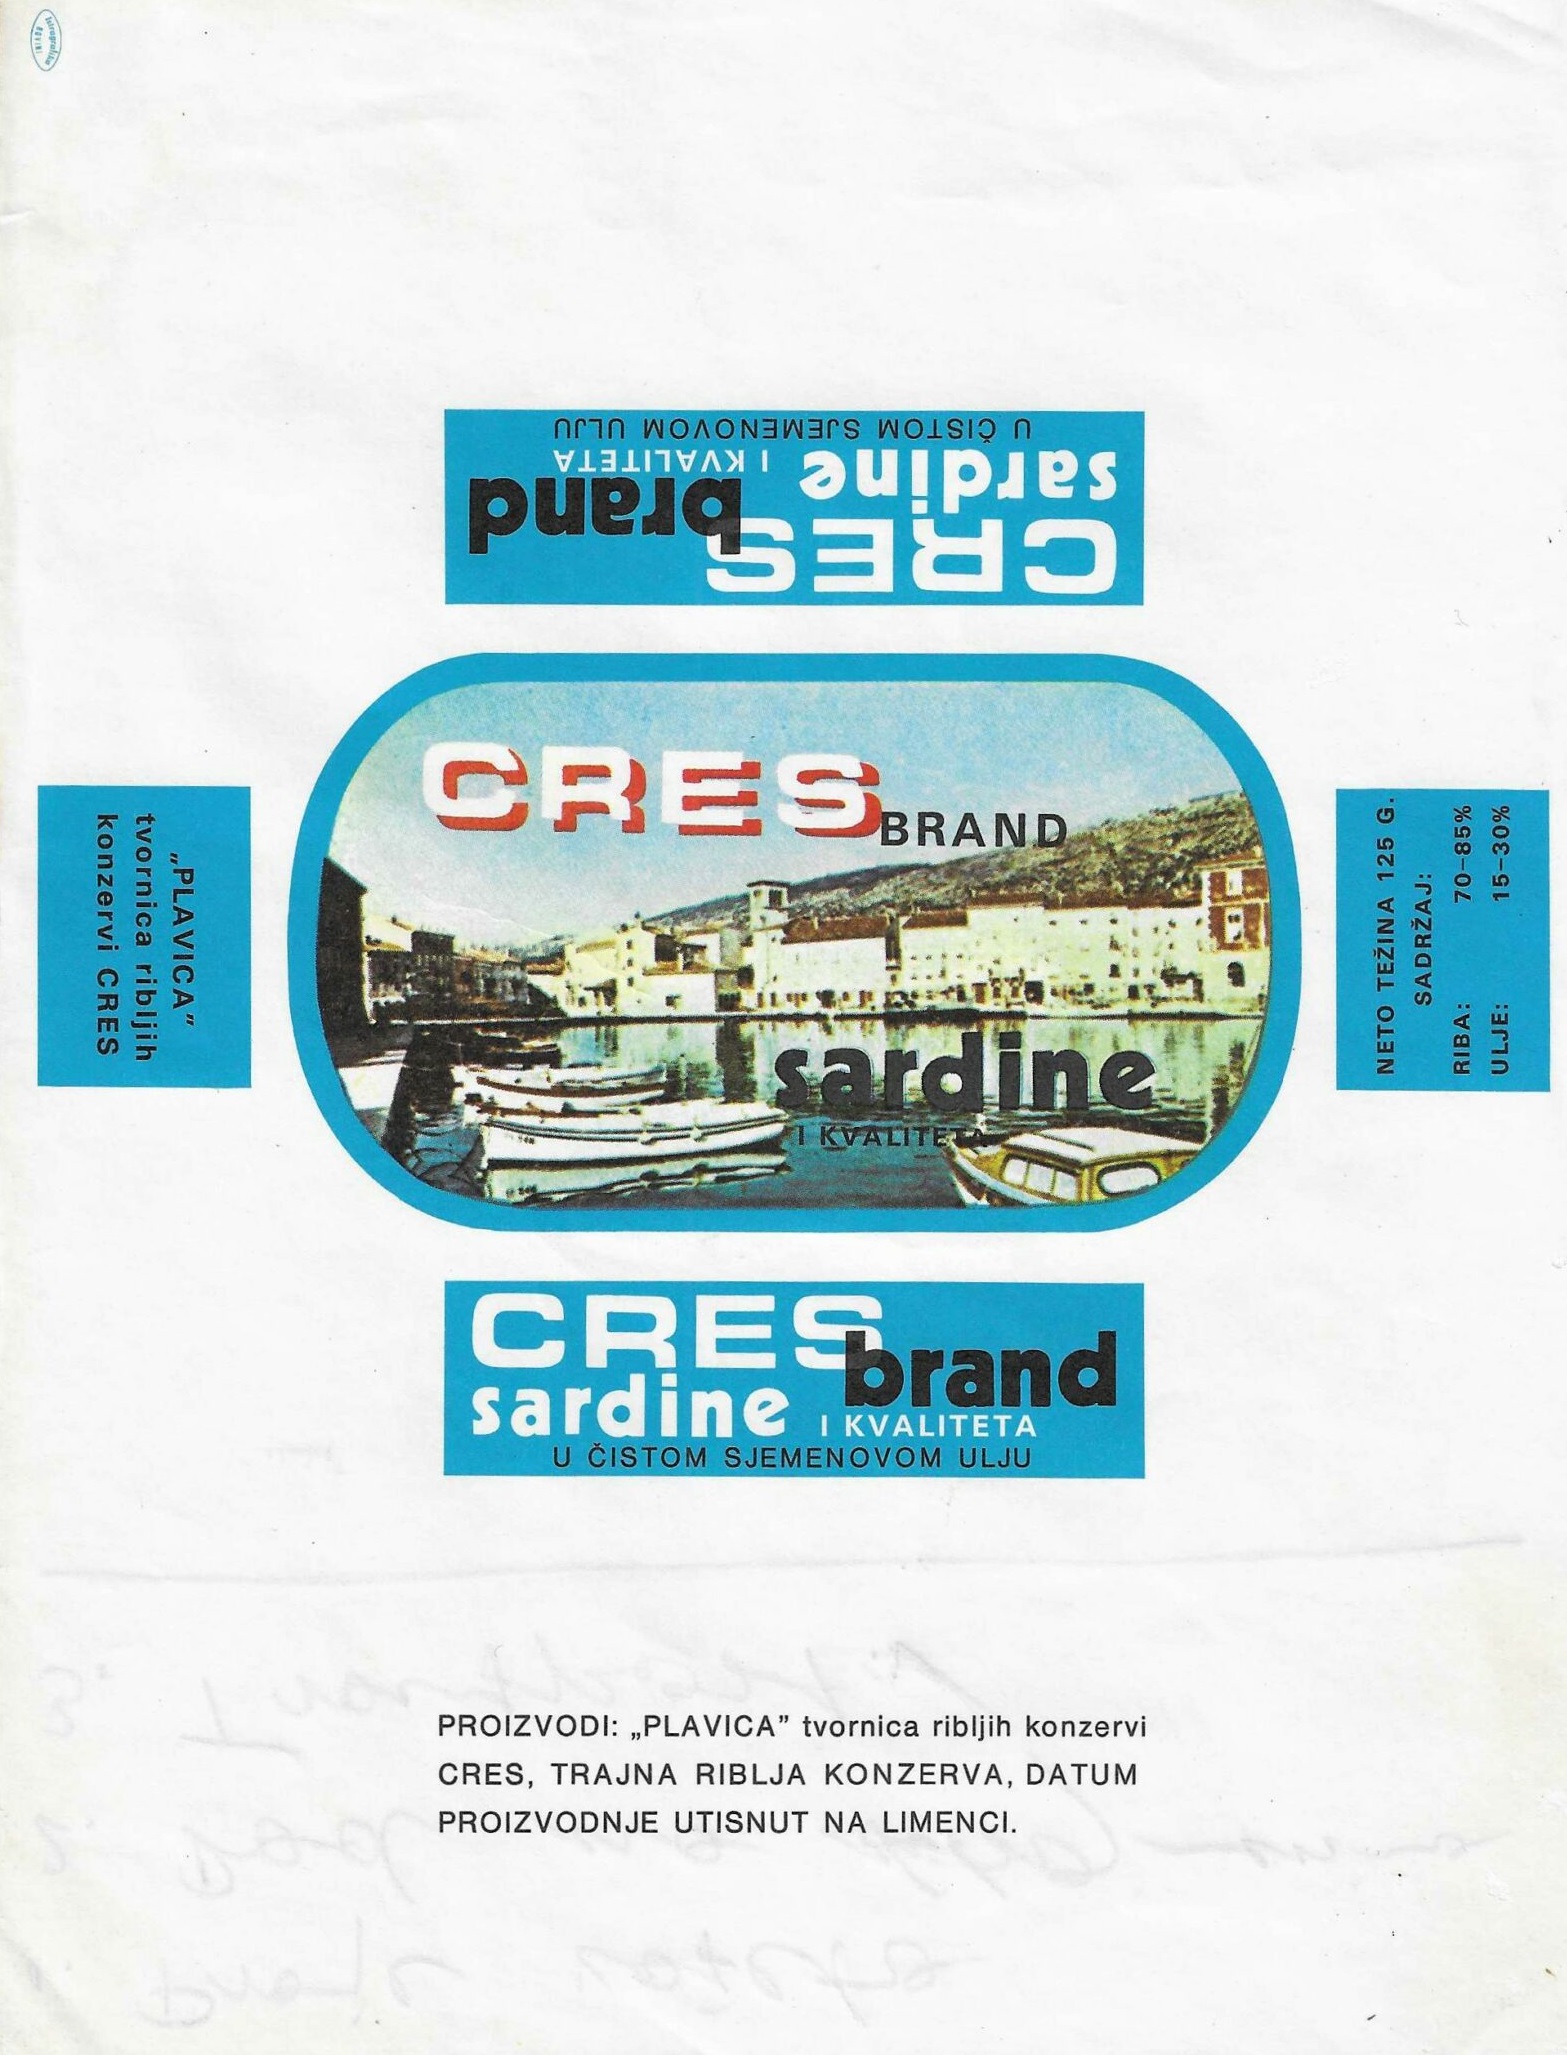 istragrafika
ROVINJ
CRES brand
sardine I KVALITETA
U ČISTOM SJEMENOVOM ULJU
CRES BRAND
sardine
I KVALITETA
„PLAVICA”
tvornica ribljih
konzervi CRES
NETO TEŽINA 125 G.
SADRŽAJ:
RIBA: 70–85%
ULJE: 15–30%
CRES brand
sardine I KVALITETA
U ČISTOM SJEMENOVOM ULJU
PROIZVODI: „PLAVICA” tvornica ribljih konzervi
CRES, TRAJNA RIBLJA KONZERVA, DATUM
PROIZVODNJE UTISNUT NA LIMENCI.